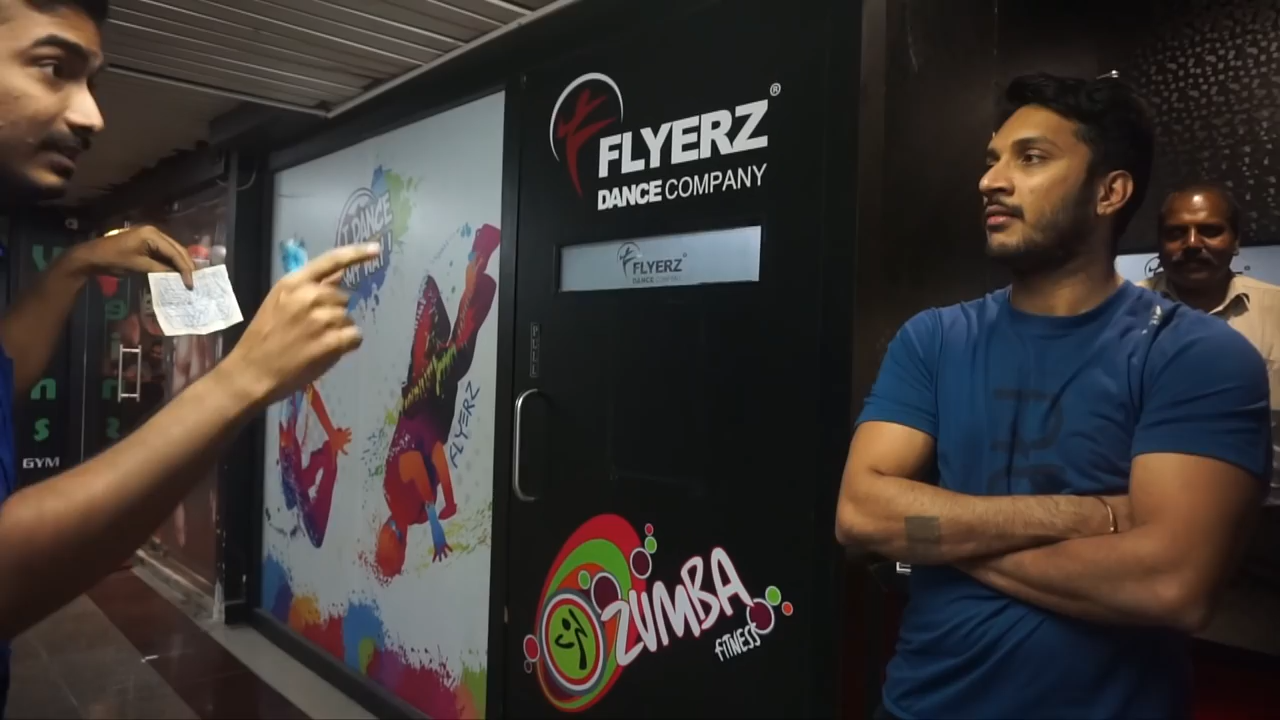 FLYERZ®
DANCE COMPANY
FLYERZ
DANCE COMPANY
I DANCE
MY WAY!
FLYERZ
PULL
ZUMBA
FITNESS
GYM